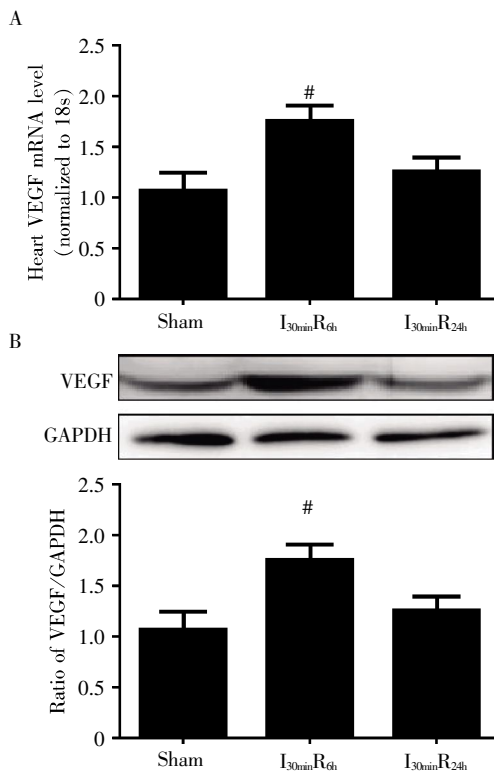 A
Heart VEGF mRNA level
(normalized to 18s)
2.5
2.0
1.5
1.0
0.5
0
#
Sham
I30minR6h
I30minR24h
B
VEGF
GAPDH
Ratio of VEGF/GAPDH
2.5
2.0
1.5
1.0
0.5
0
#
Sham
I30minR6h
I30minR24h